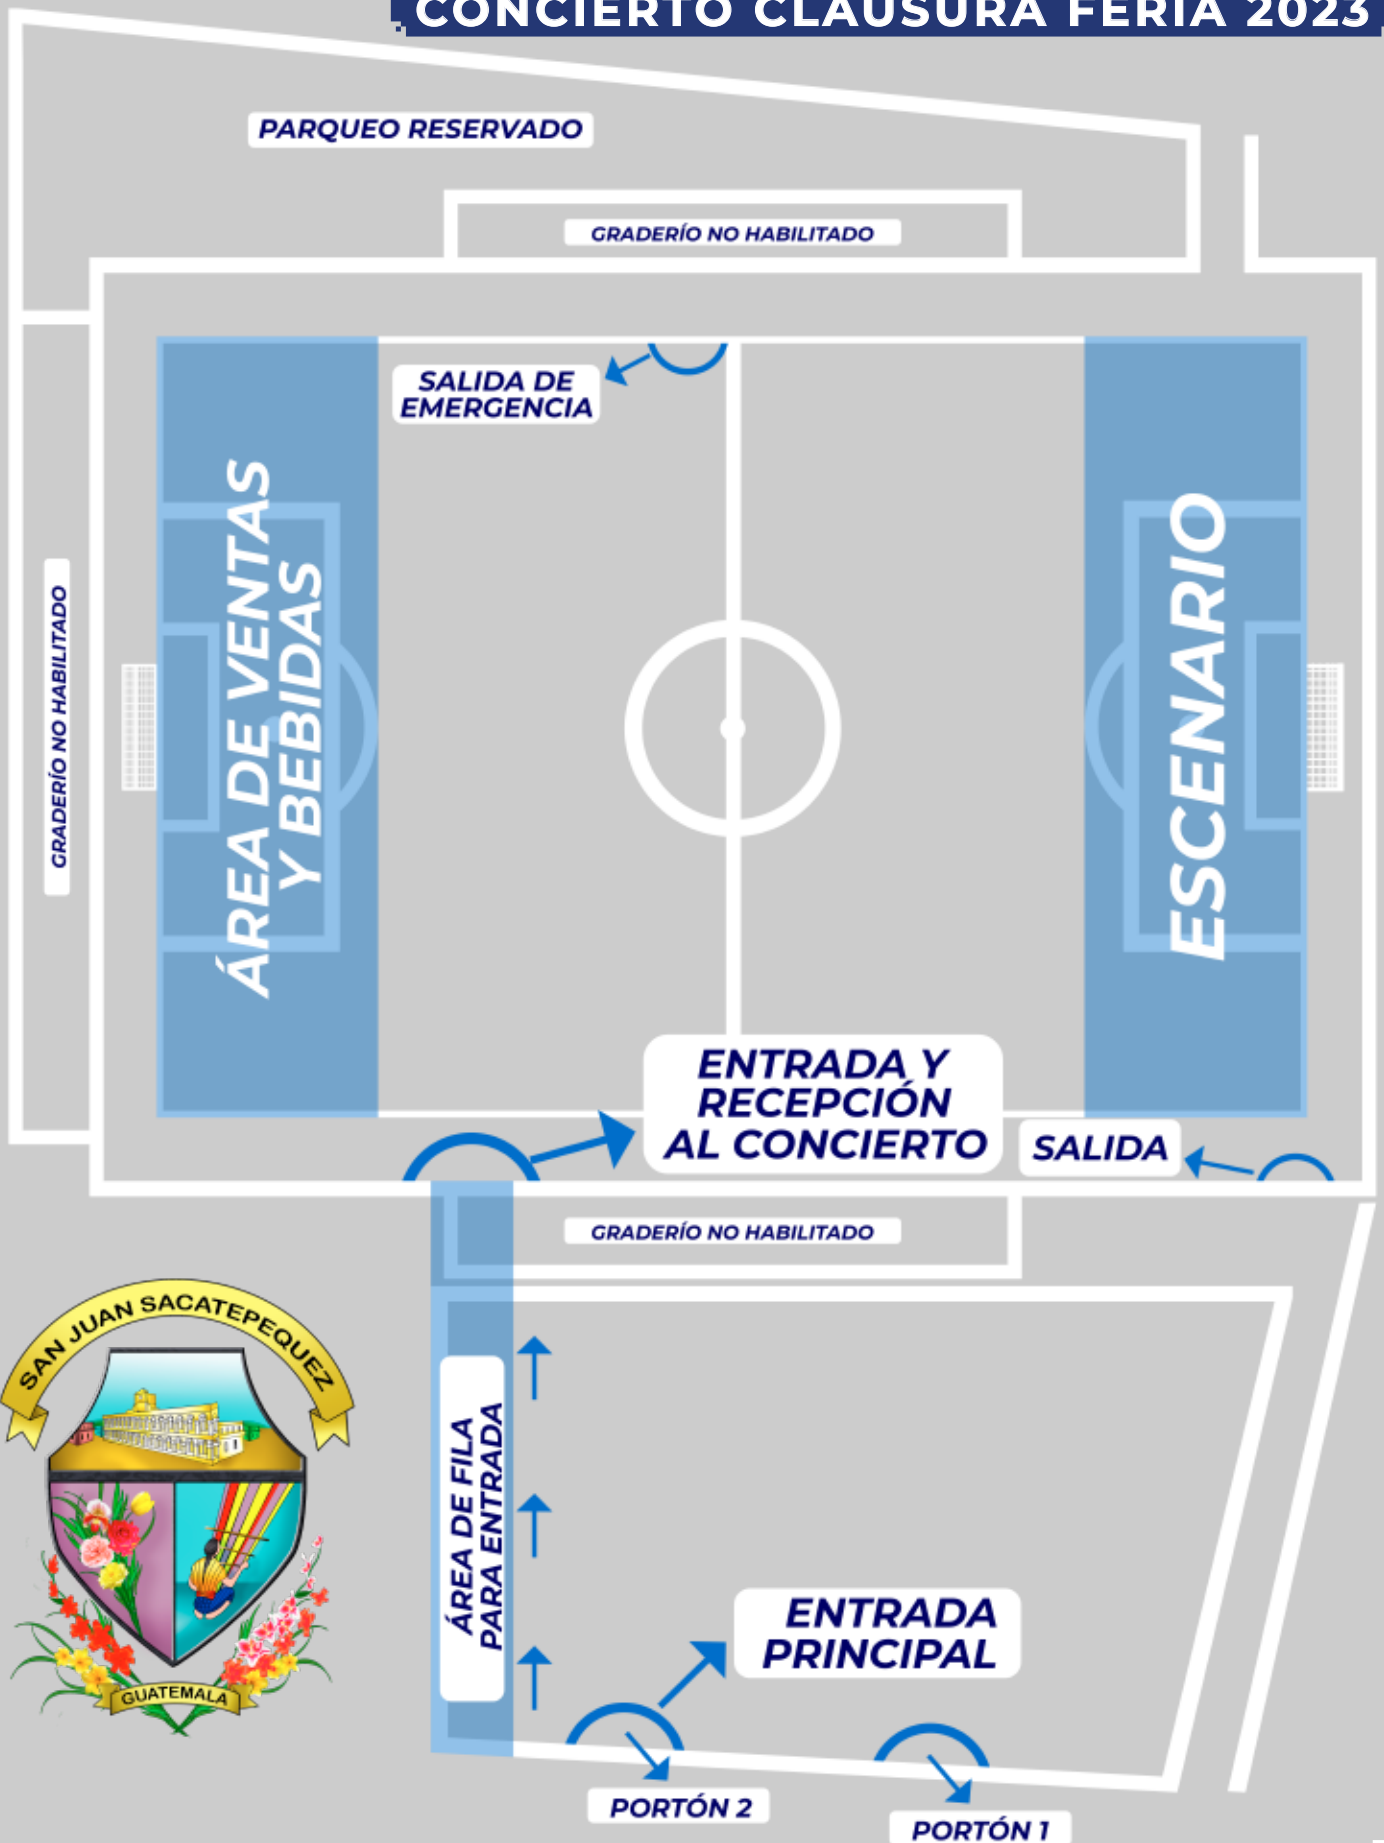 CONCIERTO CLAUSURA FERIA 2023
PARQUEO RESERVADO
GRADERÍO NO HABILITADO
SALIDA DE
EMERGENCIA
GRADERÍO NO HABILITADO
ÁREA DE VENTAS
Y BEBIDAS
ESCENARIO
ENTRADA Y
RECEPCIÓN
AL CONCIERTO
SALIDA
GRADERÍO NO HABILITADO
SAN JUAN SACATEPEQUEZ
GUATEMALA
ÁREA DE FILA
PARA ENTRADA
ENTRADA
PRINCIPAL
PORTÓN 2
PORTÓN 1